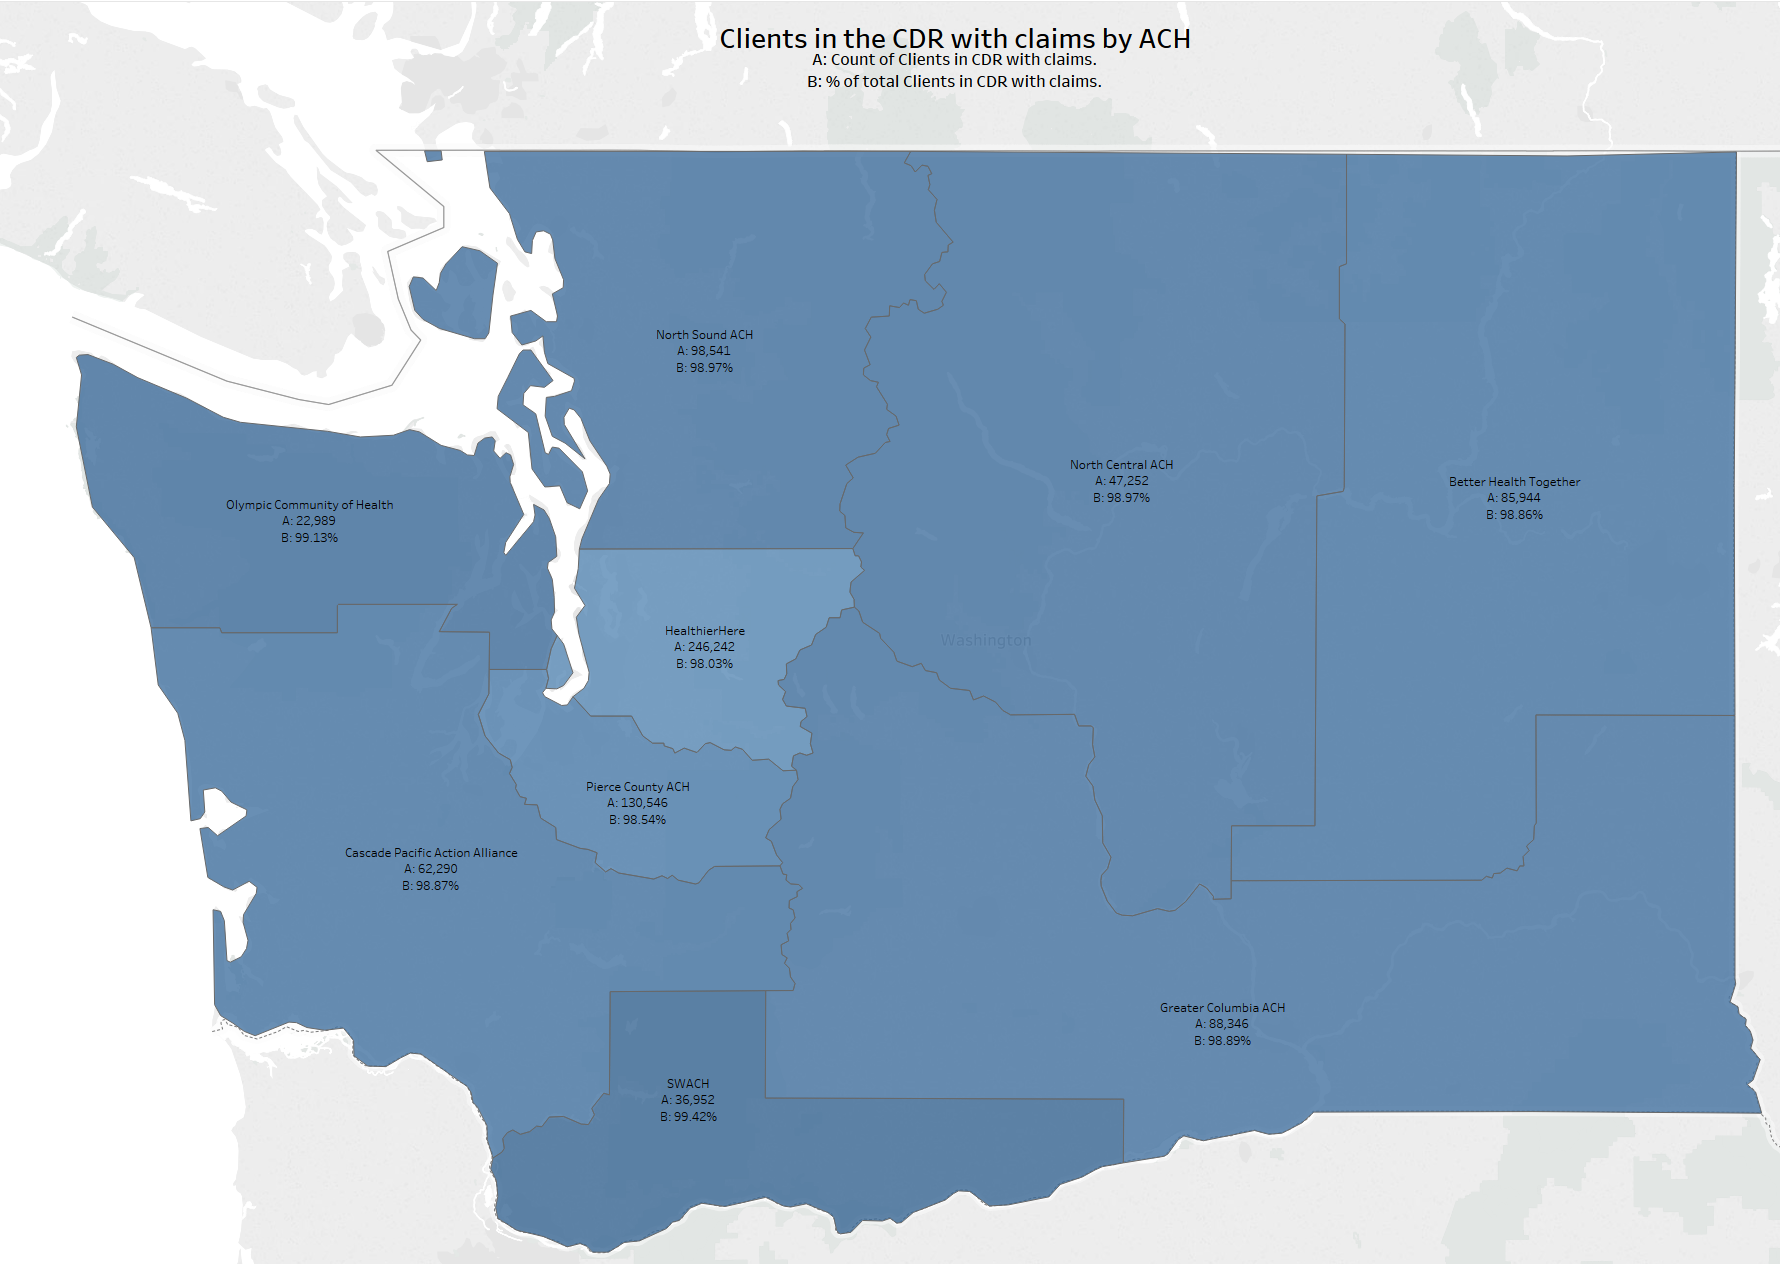 Clients in the CDR with claims by ACH
A: Count of Clients in CDR with claims.
B: % of total Clients in CDR with claims.
North Sound ACH
A: 98,541
B: 98.97%
North Central ACH
A: 47,252
B: 98.97%
Better Health Together
A: 85,944
B: 98.86%
Olympic Community of Health
A: 22,989
B: 99.13%
HealthierHere
A: 246,242
B: 98.03%
Washington
Pierce County ACH
A: 130,546
B: 98.54%
Cascade Pacific Action Alliance
A: 62,290
B: 98.87%
Greater Columbia ACH
A: 88,346
B: 98.89%
SWACH
A: 36,952
B: 99.42%